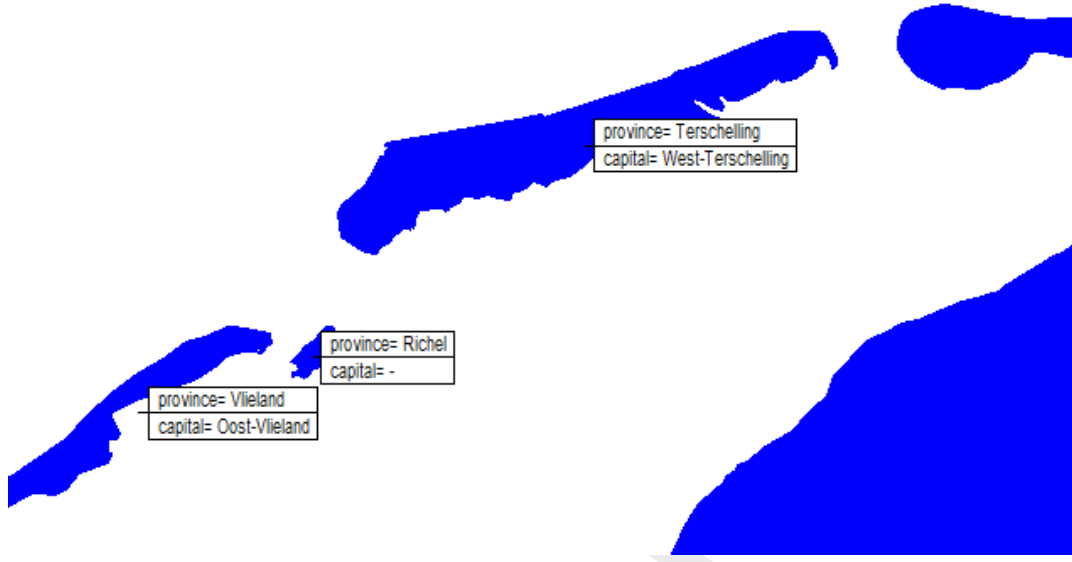 province= Terschelling
capital= West-Terschelling
province= Richel
capital= -
province= Vlieland
capital= Oost-Vlieland